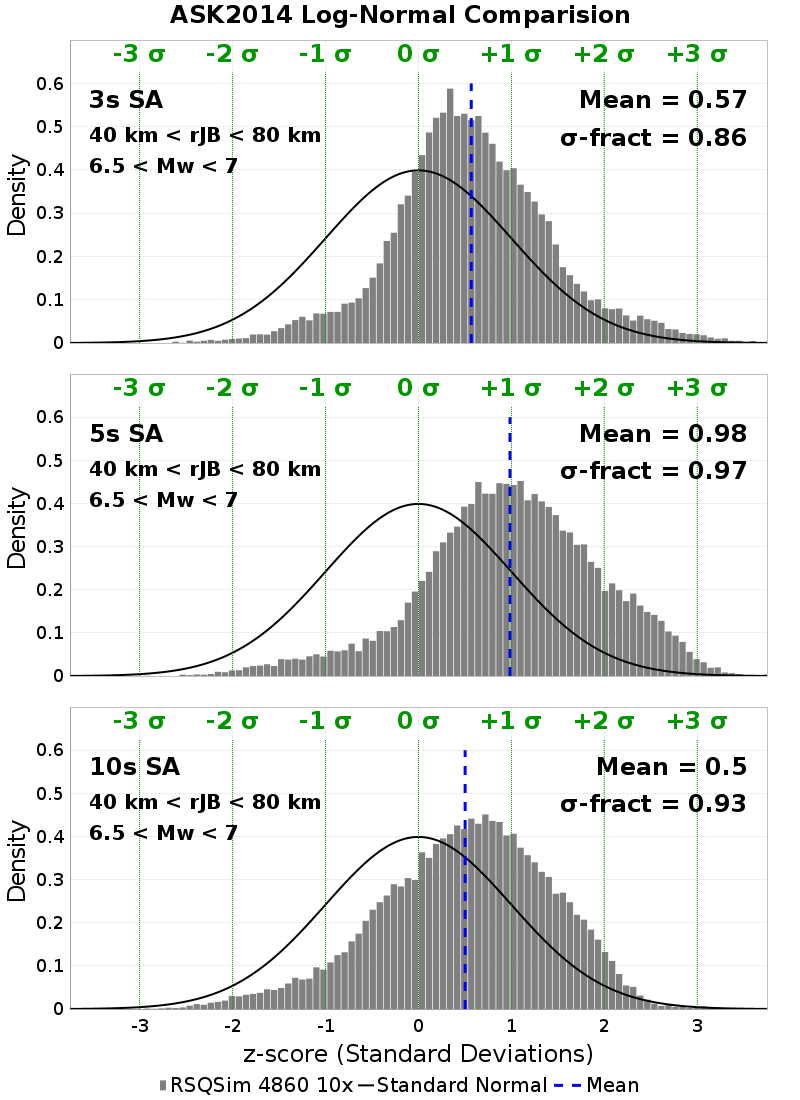 ASK2014 Log-Normal Comparision
-3 σ -2 σ -1 σ 0 σ +1 σ +2 σ +3 σ
3s SA
40 km < rJB < 80 km
6.5 < Mw < 7
Mean = 0.57
σ-fract = 0.86
0.6
0.5
0.4
0.3
0.2
0.1
0
Density
-3 σ -2 σ -1 σ 0 σ +1 σ +2 σ +3 σ
5s SA
40 km < rJB < 80 km
6.5 < Mw < 7
Mean = 0.98
σ-fract = 0.97
0.6
0.5
0.4
0.3
0.2
0.1
0
Density
-3 σ -2 σ -1 σ 0 σ +1 σ +2 σ +3 σ
10s SA
40 km < rJB < 80 km
6.5 < Mw < 7
Mean = 0.5
σ-fract = 0.93
0.6
0.5
0.4
0.3
0.2
0.1
0
Density
-3 -2 -1 0 1 2 3
z-score (Standard Deviations)
RSQSim 4860 10x Standard Normal Mean